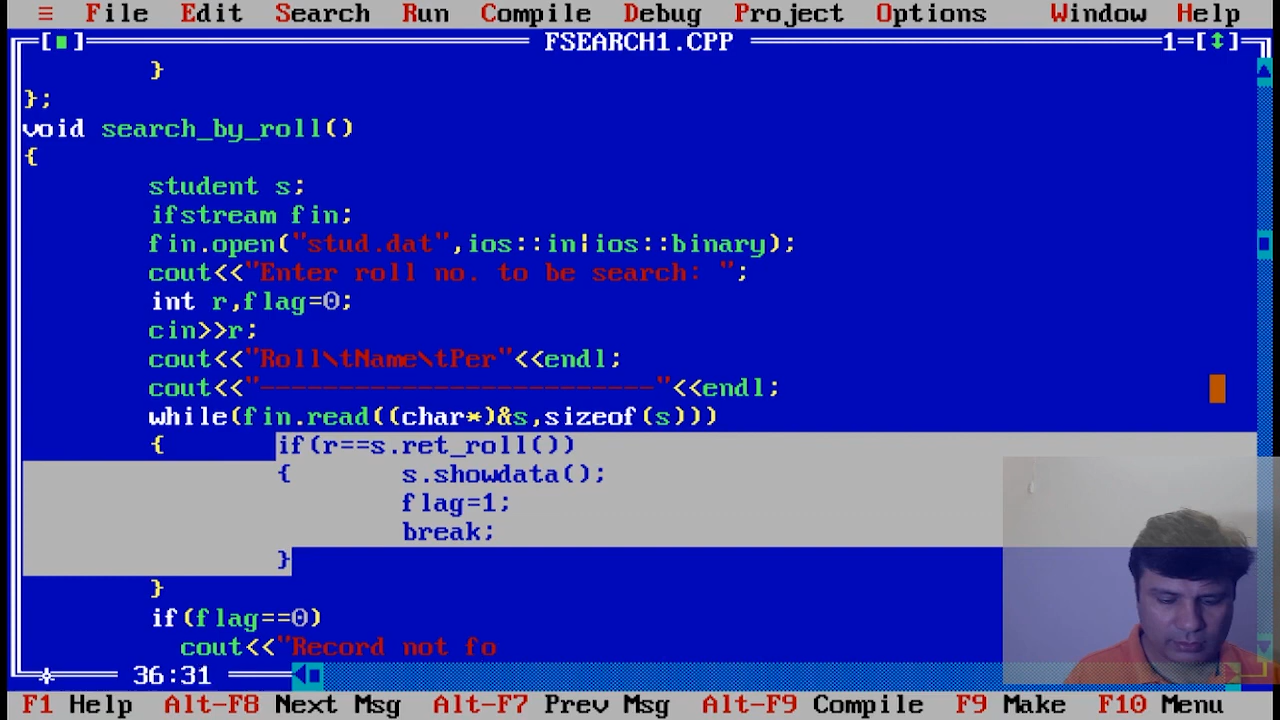 ≡ File Edit Search Run Compile Debug Project Options Window Help
[■] FSEARCH1.CPP 1=[↕]
}
};
void search_by_roll()
{
student s;
ifstream fin;
fin.open("stud.dat",ios::in|ios::binary);
cout<<"Enter roll no. to be search: ";
int r,flag=0;
cin>>r;
cout<<"Roll\tName\tPer"<<endl;
cout<<"-------------------------"<<endl;
while(fin.read((char*)&s,sizeof(s)))
{ if(r==s.ret_roll())
{ s.showdata();
flag=1;
break;
}
}
if(flag==0)
cout<<"Record not fo
36:31
F1 Help Alt-F8 Next Msg Alt-F7 Prev Msg Alt-F9 Compile F9 Make F10 Menu